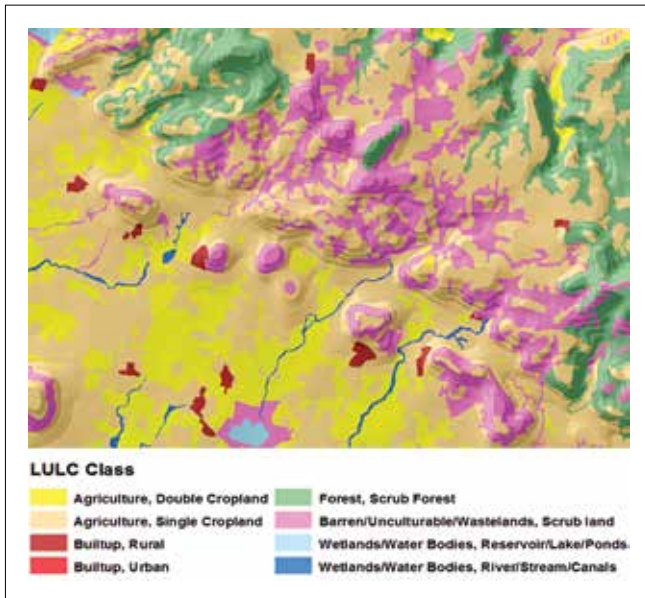 LULC Class
Agriculture, Double Cropland
Agriculture, Single Cropland
Builtup, Rural
Builtup, Urban
Forest, Scrub Forest
Barren/Unculturable/Wastelands, Scrub land
Wetlands/Water Bodies, Reservoir/Lake/Ponds
Wetlands/Water Bodies, River/Stream/Canals